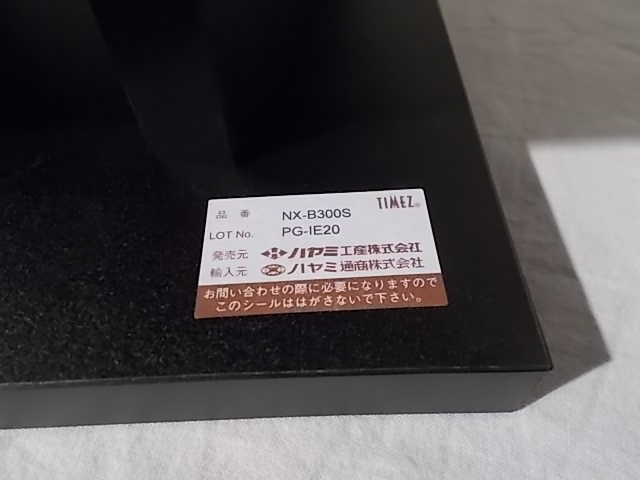 TIMEZ®
品番 NX-B300S
LOT No. PG-IE20
発売元 ハヤミ工産株式会社
輸入元 ハヤミ通商株式会社
お問い合わせの際に必要になりますので
このシールははがさないで下さい。